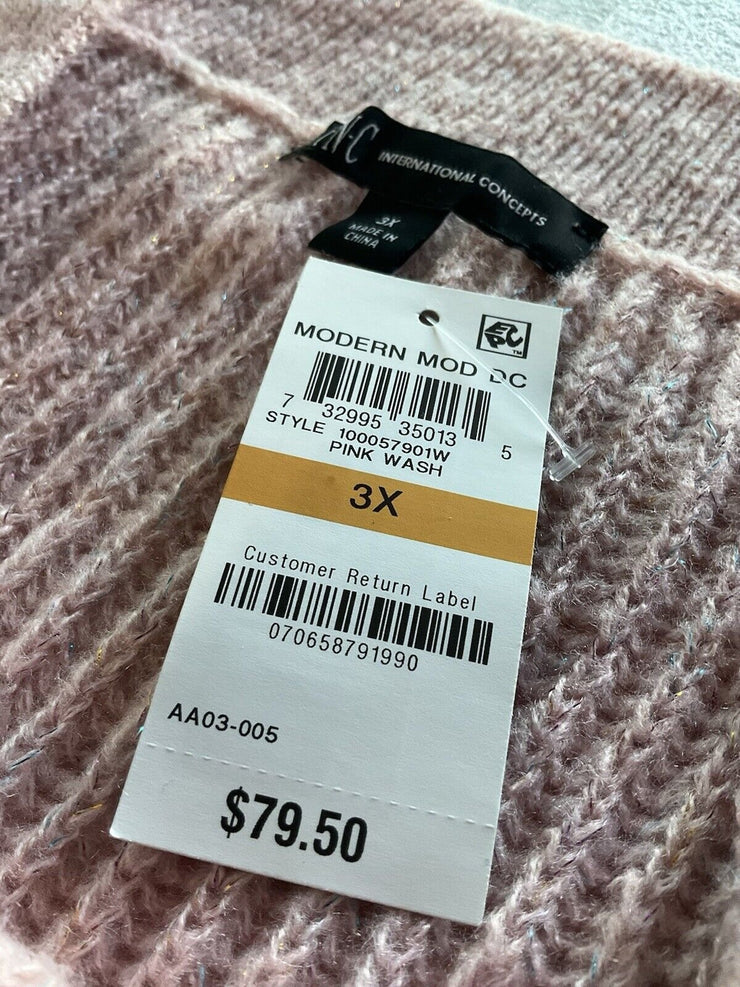 INTERNATIONAL CONCEPTS
3X
MADE IN
CHINA
MODERN MOD DC
7 32995 35013 5
STYLE 100057901W
PINK WASH
3X
Customer Return Label
070658791990
AA03-005
$79.50